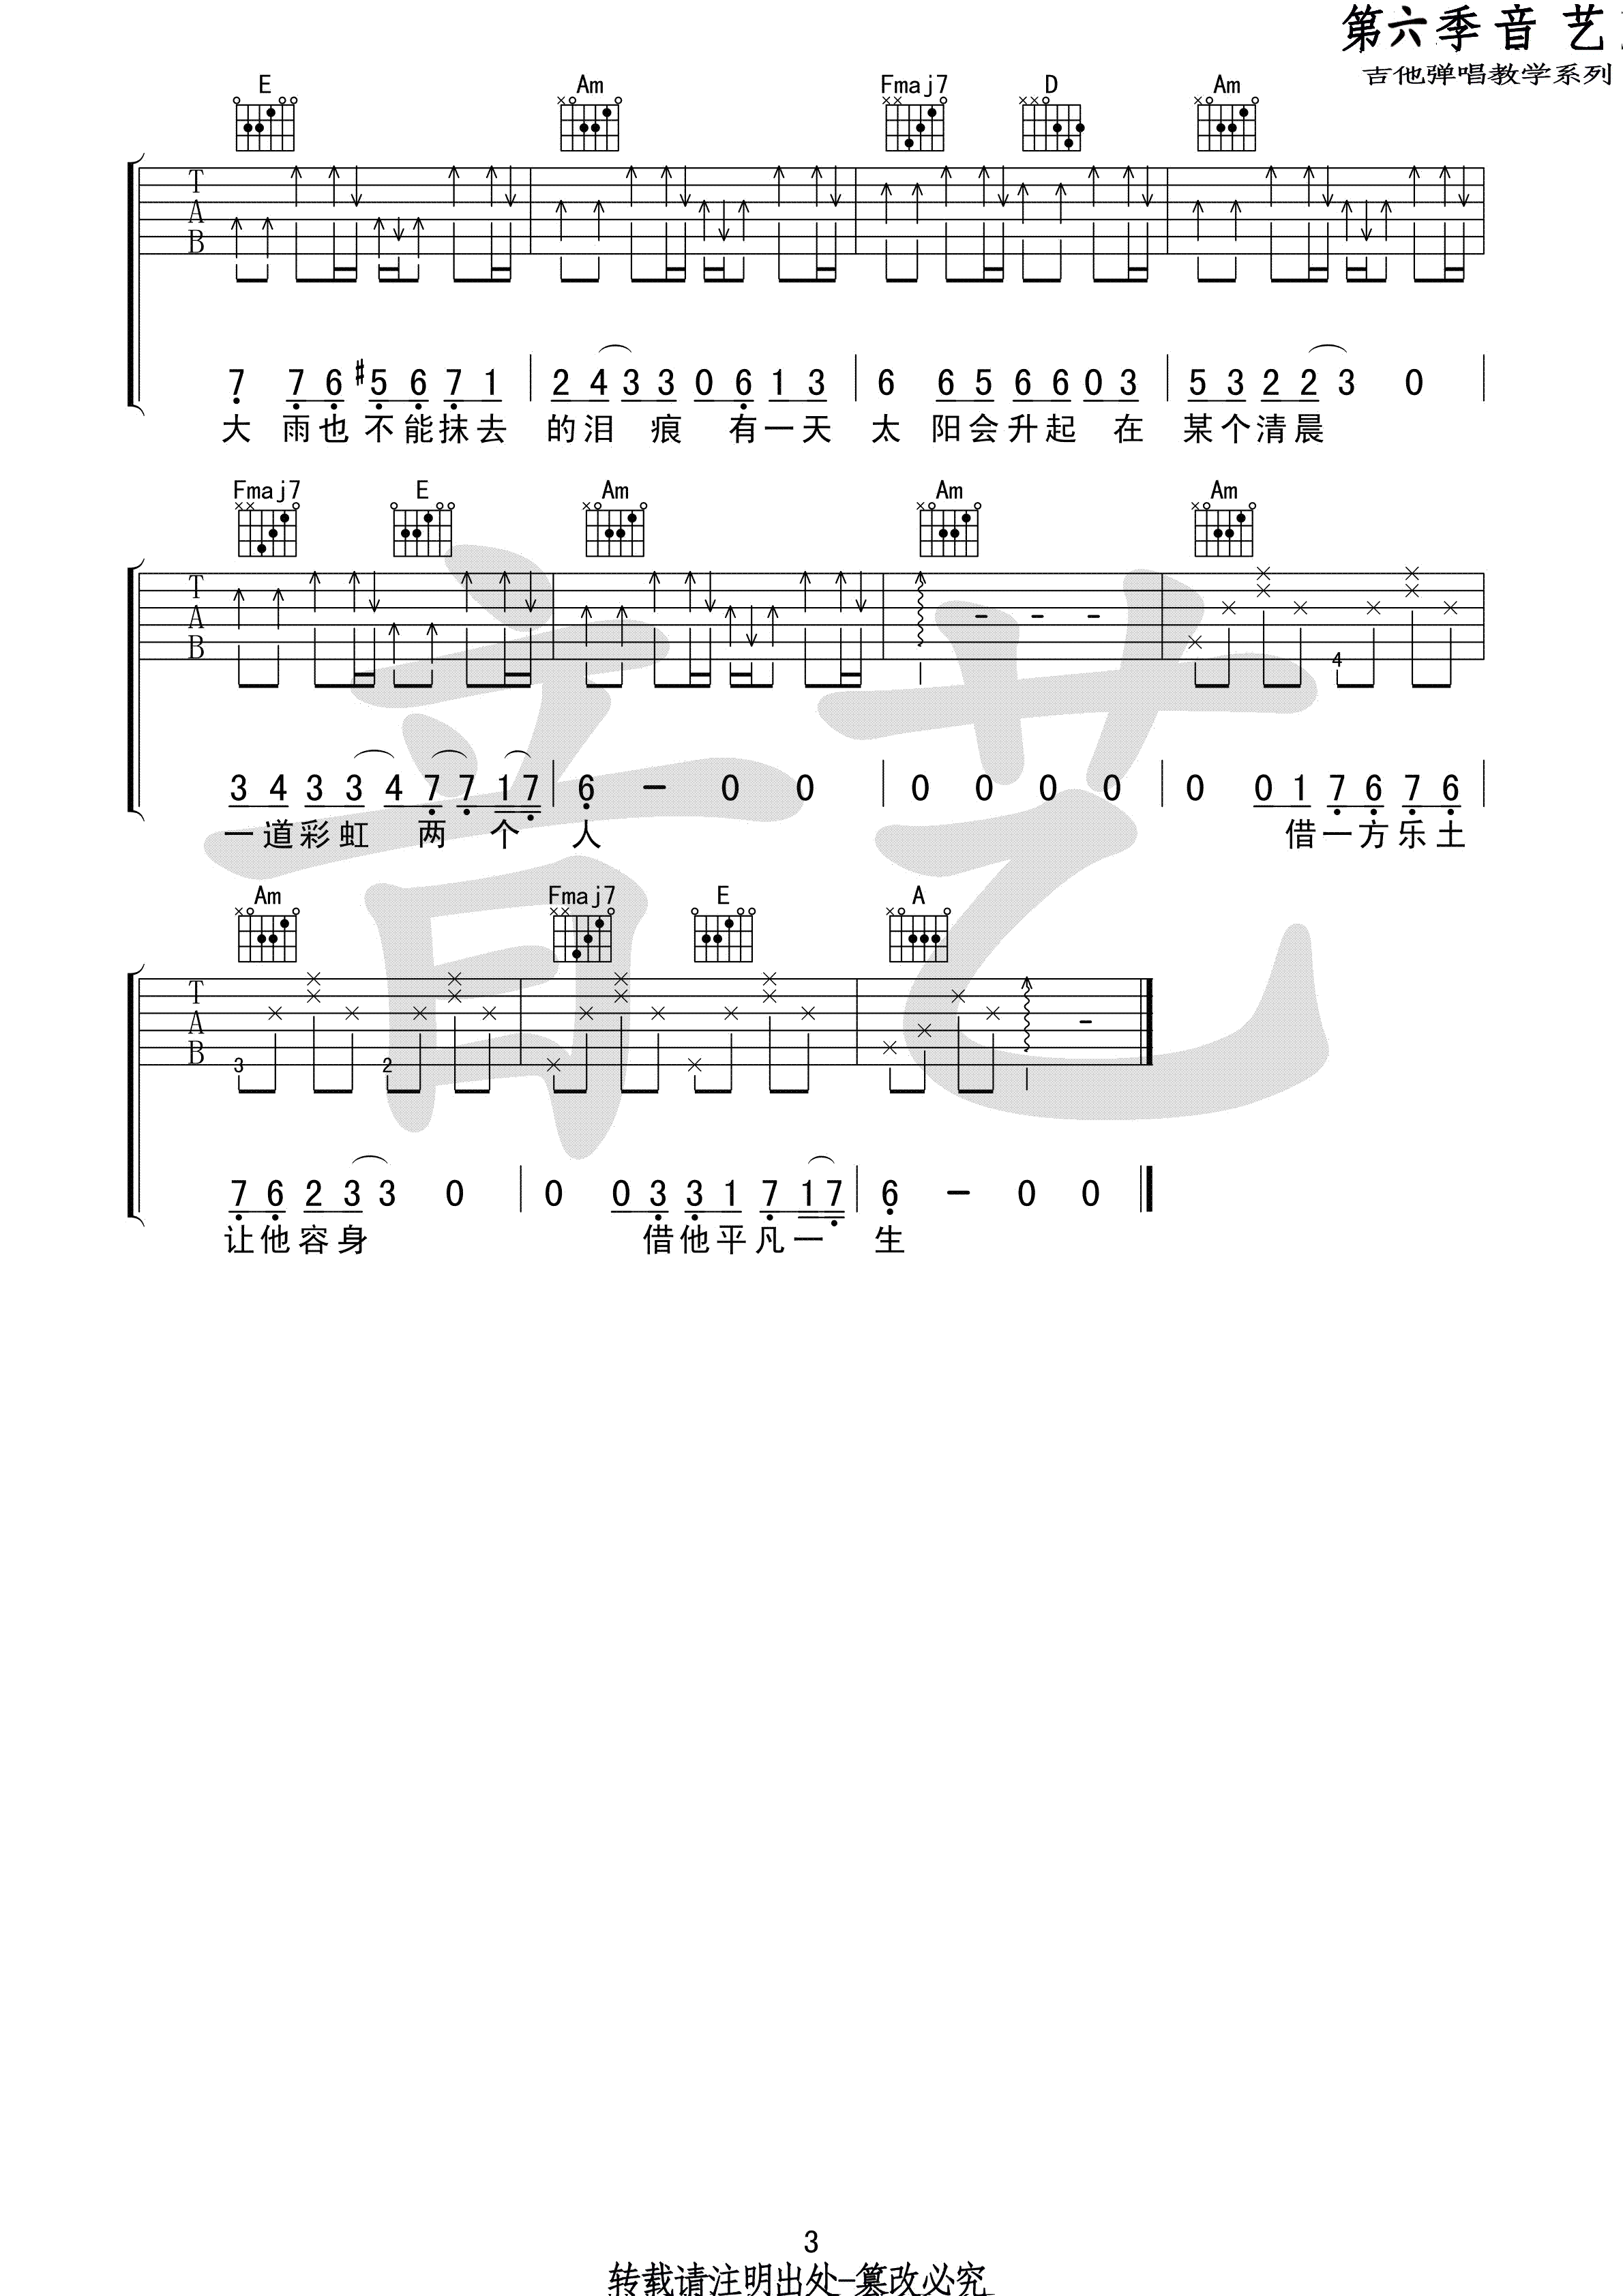 第六季音 艺
吉他弹唱教学系列
E Am Fmaj7 D Am
T
A
B
7 7 6 #5 6 7 1 2 4 3 3 0 6 1 3 6 6 5 6 6 0 3 5 3 2 2 3 0
大 雨也 不能抹去 的泪 痕 有一天 太 阳会升起 在 某个清晨
Fmaj7 E Am Am Am
T
A
B
4
3 4 3 3 4 7 7 1 7 6 - 0 0 0 0 0 0 0 0 1 7 6 7 6
一道彩虹 两 个 人 借一方乐土
Am Fmaj7 E A
T
A
B
3 2
7 6 2 3 3 0 0 0 3 3 1 7 1 7 6 - 0 0
让他容身 借他平凡一 生
音艺
3
转载请注明出处-篡改必究